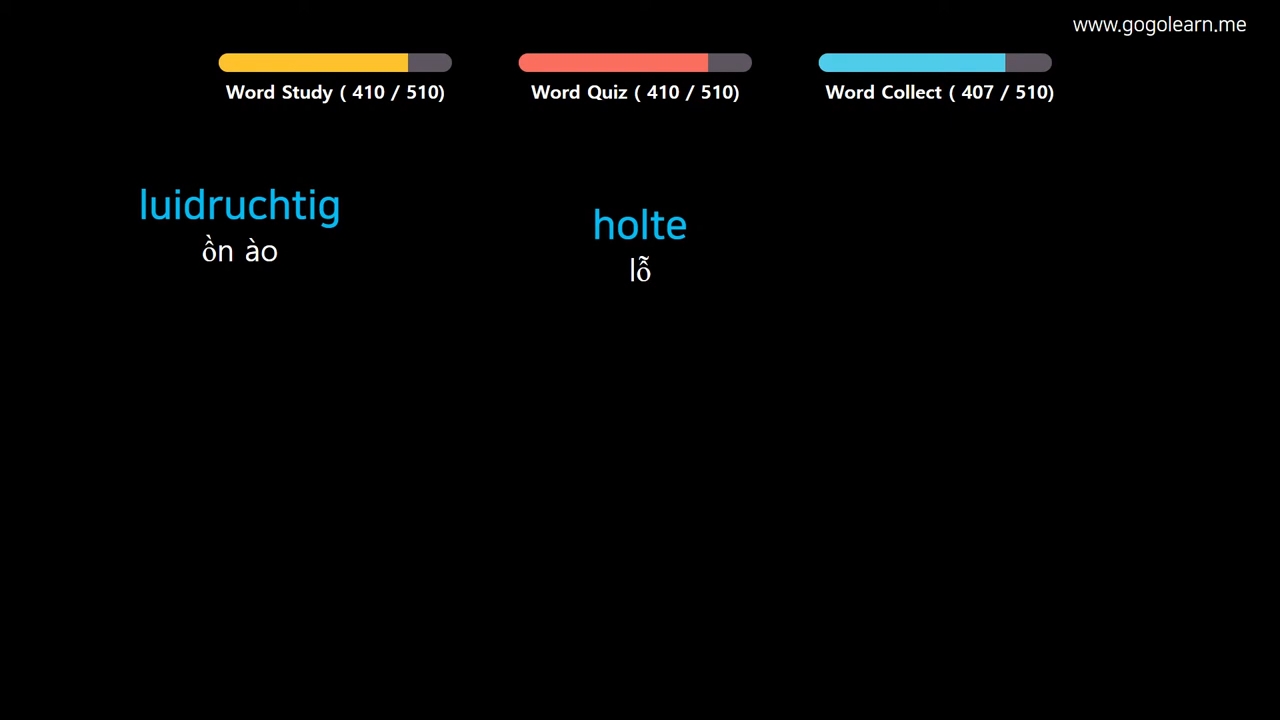 www.gogolearn.me
Word Study ( 410 / 510)
Word Quiz ( 410 / 510)
Word Collect ( 407 / 510)
luidruchtig
ồn ào
holte
lỗ